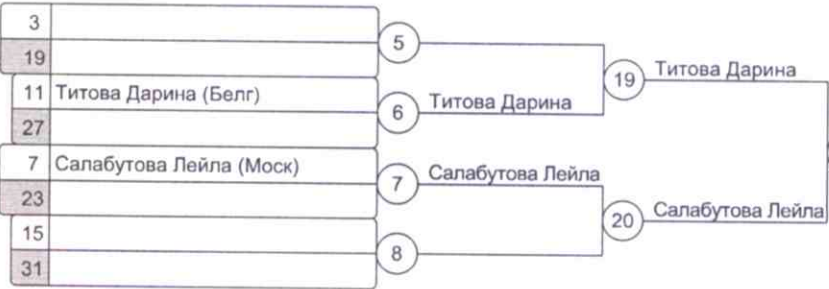 3
19
5
11 Титова Дарина (Белг)
27
6 Титова Дарина
19 Титова Дарина
7 Салабутова Лейла (Моск)
23
7 Салабутова Лейла
15
31
8
20 Салабутова Лейла